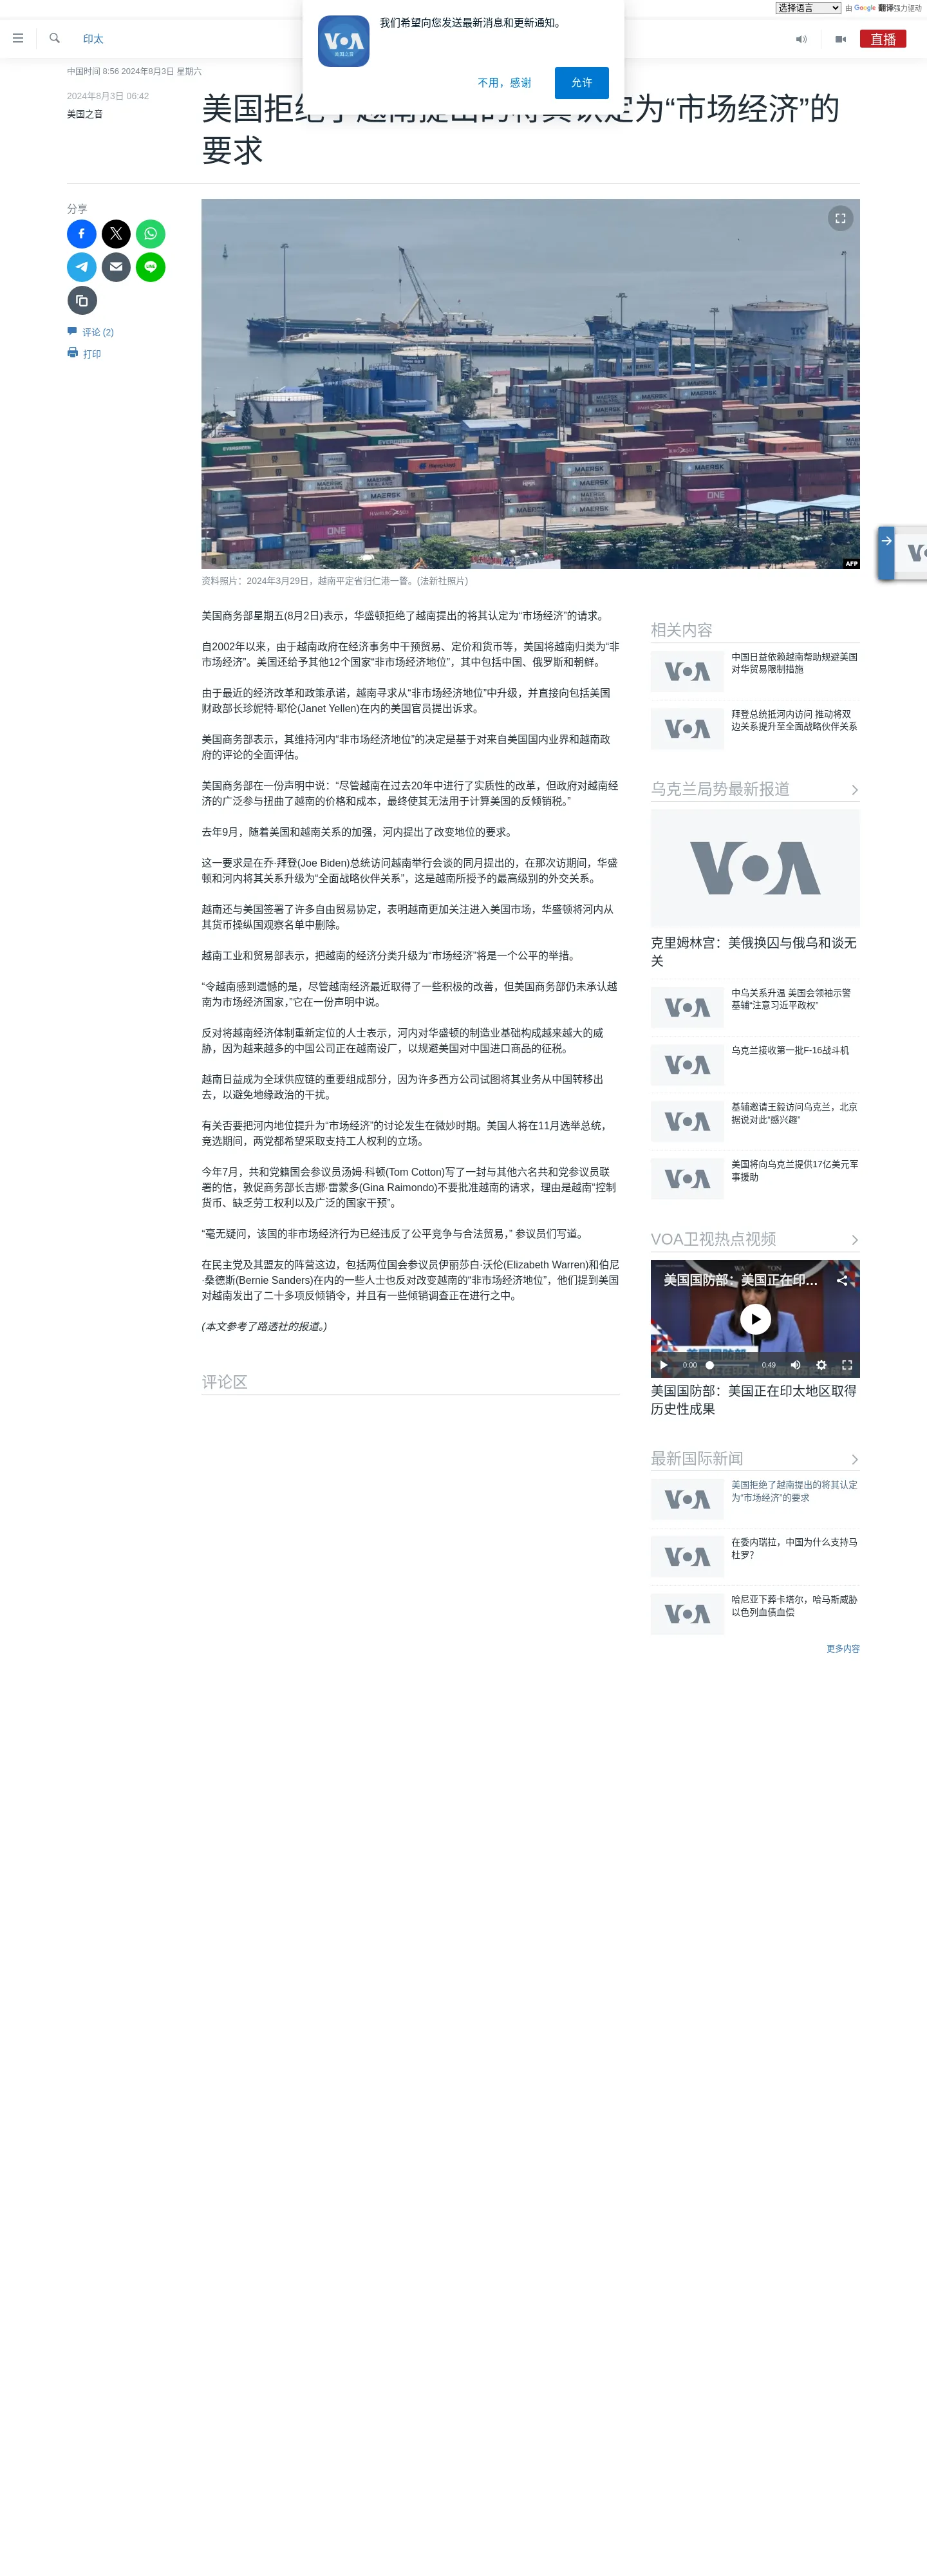 选择语言
由 Google 翻译强力驱动
VOA
美国之音
我们希望向您发送最新消息和更新通知。
不用，感谢
允许
印太
直播
中国时间 8:56 2024年8月3日 星期六
2024年8月3日 06:42
美国之音
美国拒绝了越南提出的将其认定为“市场经济”的
要求
分享
评论 (2)
打印
TTC
MAERSK
Hapag-Lloyd
ONE
AFP
资料照片：2024年3月29日，越南平定省归仁港一瞥。(法新社照片)
美国商务部星期五(8月2日)表示，华盛顿拒绝了越南提出的将其认定为“市场经济”的请求。
自2002年以来，由于越南政府在经济事务中干预贸易、定价和货币等，美国将越南归类为“非
市场经济”。美国还给予其他12个国家“非市场经济地位”，其中包括中国、俄罗斯和朝鲜。
由于最近的经济改革和政策承诺，越南寻求从“非市场经济地位”中升级，并直接向包括美国
财政部长珍妮特·耶伦(Janet Yellen)在内的美国官员提出诉求。
美国商务部表示，其维持河内“非市场经济地位”的决定是基于对来自美国国内业界和越南政
府的评论的全面评估。
美国商务部在一份声明中说：“尽管越南在过去20年中进行了实质性的改革，但政府对越南经
济的广泛参与扭曲了越南的价格和成本，最终使其无法用于计算美国的反倾销税。”
去年9月，随着美国和越南关系的加强，河内提出了改变地位的要求。
这一要求是在乔·拜登(Joe Biden)总统访问越南举行会谈的同月提出的，在那次访期间，华盛
顿和河内将其关系升级为“全面战略伙伴关系”，这是越南所授予的最高级别的外交关系。
越南还与美国签署了许多自由贸易协定，表明越南更加关注进入美国市场，华盛顿将河内从
其货币操纵国观察名单中删除。
越南工业和贸易部表示，把越南的经济分类升级为“市场经济”将是一个公平的举措。
“令越南感到遗憾的是，尽管越南经济最近取得了一些积极的改善，但美国商务部仍未承认越
南为市场经济国家，”它在一份声明中说。
反对将越南经济体制重新定位的人士表示，河内对华盛顿的制造业基础构成越来越大的威
胁，因为越来越多的中国公司正在越南设厂，以规避美国对中国进口商品的征税。
越南日益成为全球供应链的重要组成部分，因为许多西方公司试图将其业务从中国转移出
去，以避免地缘政治的干扰。
有关否要把河内地位提升为“市场经济”的讨论发生在微妙时期。美国人将在11月选举总统，
竞选期间，两党都希望采取支持工人权利的立场。
今年7月，共和党籍国会参议员汤姆·科顿(Tom Cotton)写了一封与其他六名共和党参议员联
署的信，敦促商务部长吉娜·雷蒙多(Gina Raimondo)不要批准越南的请求，理由是越南“控制
货币、缺乏劳工权利以及广泛的国家干预”。
“毫无疑问，该国的非市场经济行为已经违反了公平竞争与合法贸易，” 参议员们写道。
在民主党及其盟友的阵营这边，包括两位国会参议员伊丽莎白·沃伦(Elizabeth Warren)和伯尼
·桑德斯(Bernie Sanders)在内的一些人士也反对改变越南的“非市场经济地位”，他们提到美国
对越南发出了二十多项反倾销令，并且有一些倾销调查正在进行之中。
(本文参考了路透社的报道。)
评论区
相关内容
VOA
中国日益依赖越南帮助规避美国
对华贸易限制措施
VOA
拜登总统抵河内访问 推动将双
边关系提升至全面战略伙伴关系
乌克兰局势最新报道
VOA
克里姆林宫：美俄换囚与俄乌和谈无
关
VOA
中乌关系升温 美国会领袖示警
基辅“注意习近平政权”
VOA
乌克兰接收第一批F-16战斗机
VOA
基辅邀请王毅访问乌克兰，北京
据说对此“感兴趣”
VOA
美国将向乌克兰提供17亿美元军
事援助
VOA卫视热点视频
美国国防部：美国正在印...
0:00
0:49
美国国防部：美国正在印太地区取得
历史性成果
最新国际新闻
VOA
美国拒绝了越南提出的将其认定
为“市场经济”的要求
VOA
在委内瑞拉，中国为什么支持马
杜罗？
VOA
哈尼亚下葬卡塔尔，哈马斯威胁
以色列血债血偿
更多内容